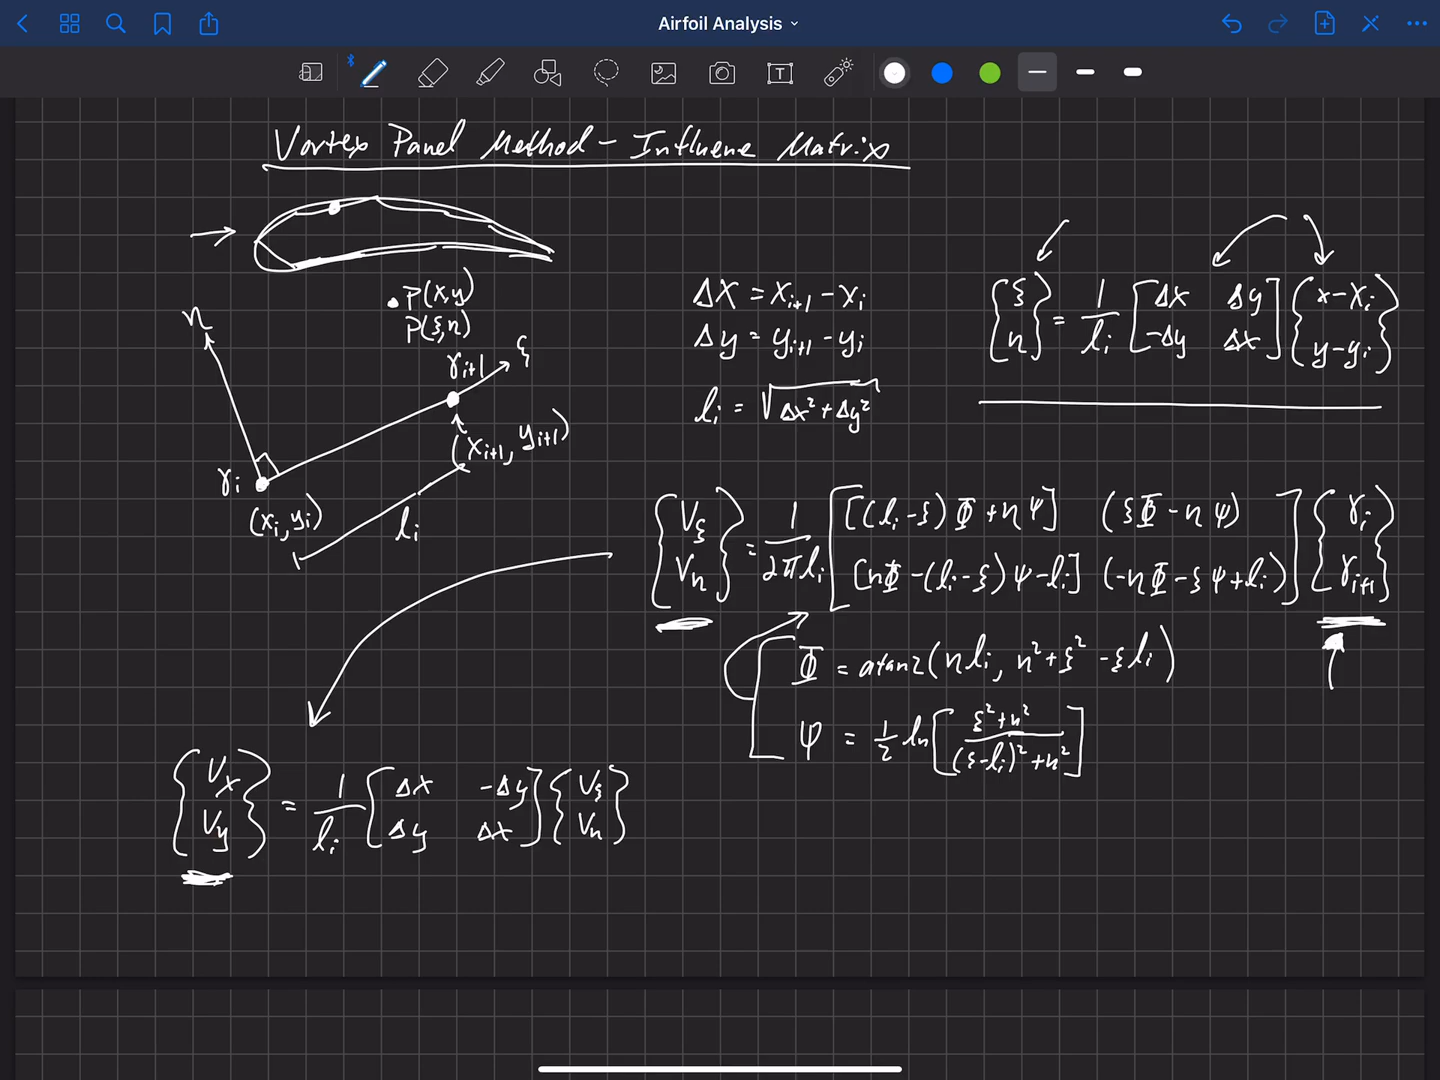 Airfoil Analysis
T
Vortex Panel Method - Influene Matrix
P(x,y)
P(ξ,η)
η
ξ
γi+1
(xi+1, yi+1)
γi
(xi, yi)
li
Δx = xi+1 - xi
Δy = yi+1 - yi
li = √(Δx² + Δy²)
{ξ η} = 1/li [Δx Δy; -Δy Δx] {x-xi; y-yi}
{Vξ Vη} = 1/(2πli) [[(li-ξ)Φ+ηψ] (ξΦ-ηψ); [ηΦ-(li-ξ)ψ-li] (-ηΦ-ξψ+li)] {γi; γi+1}
Φ = atan2(ηli, η²+ξ²-ξli)
ψ = 1/2 ln[(ξ²+η²)/((ξ-li)²+η²)]
{Vx Vy} = 1/li [Δx -Δy; Δy Δx] {Vξ; Vη}